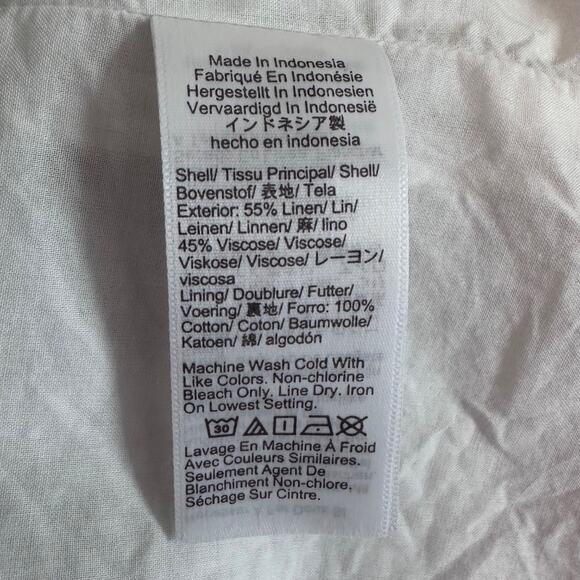 Made In Indonesia
Fabriqué En Indonésie
Hergestellt In Indonesien
Vervaardigd In Indonesië
インドネシア製
hecho en indonesia
Shell/ Tissu Principal/ Shell/
Bovenstof/ 表地/ Tela
Exterior: 55% Linen/ Lin/
Leinen/ Linnen/ 麻/ lino
45% Viscose/ Viscose/
Viskose/ Viscose/ レーヨン/
viscosa
Lining/ Doublure/ Futter/
Voering/ 裏地/ Forro: 100%
Cotton/ Coton/ Baumwolle/
Katoen/ 綿/ algodón
Machine Wash Cold With
Like Colors. Non-chlorine
Bleach Only. Line Dry. Iron
On Lowest Setting.
30
Lavage En Machine À Froid
Avec Couleurs Similaires.
Seulement Agent De
Blanchiment Non-chlore.
Séchage Sur Cintre.